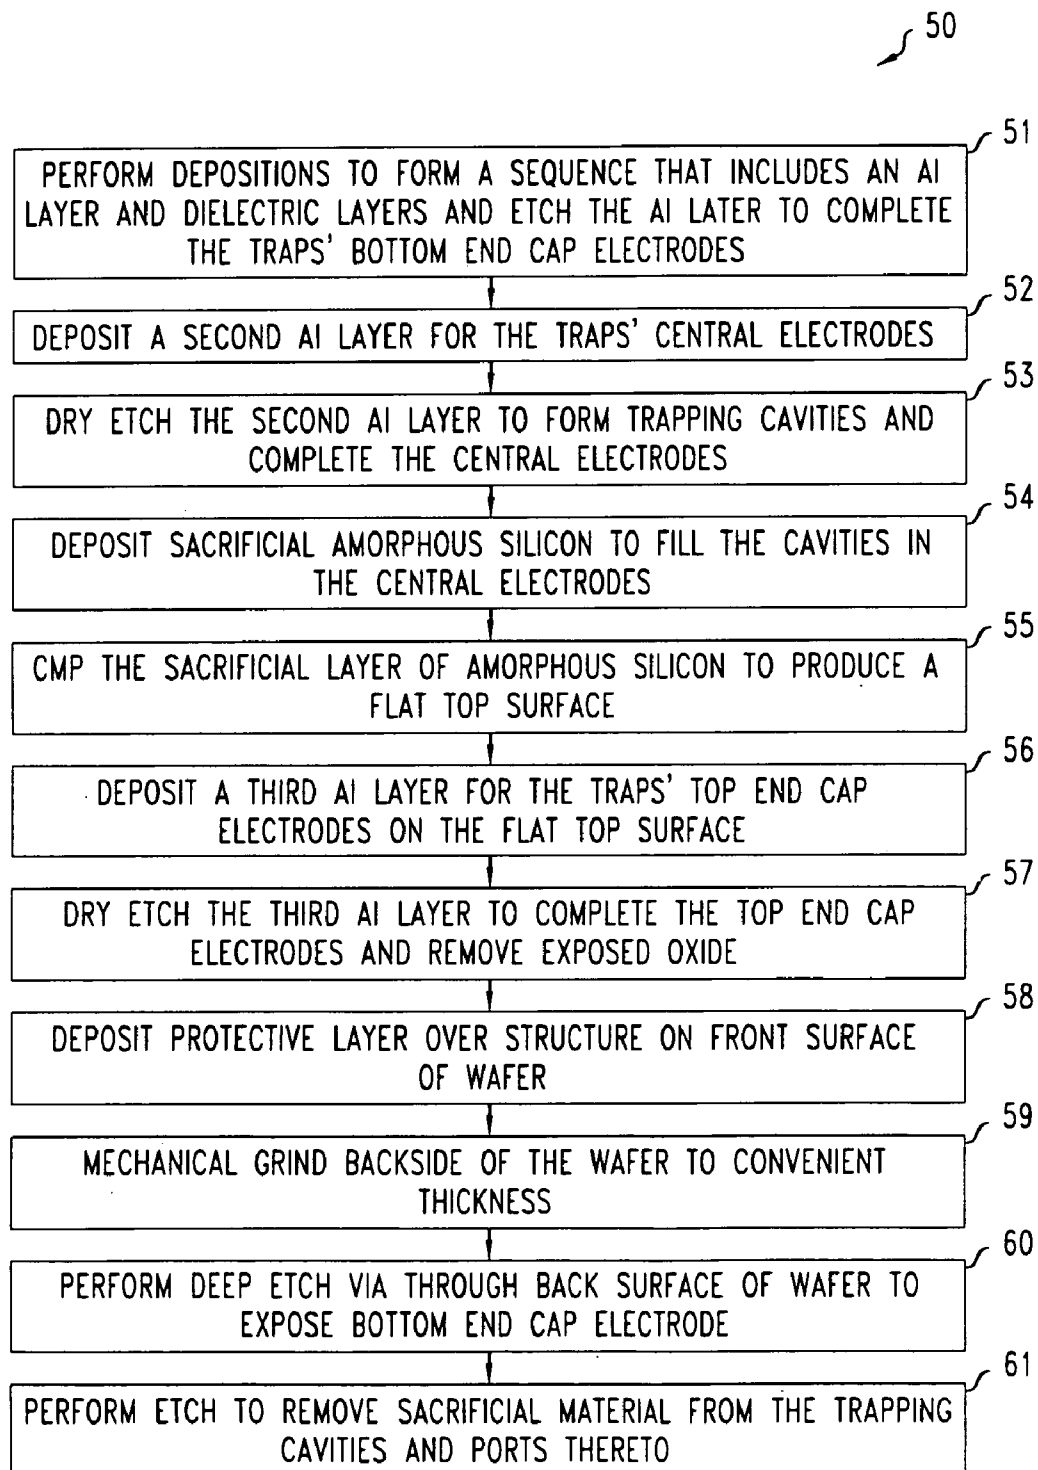 50
51
PERFORM DEPOSITIONS TO FORM A SEQUENCE THAT INCLUDES AN Al
LAYER AND DIELECTRIC LAYERS AND ETCH THE Al LATER TO COMPLETE
THE TRAPS' BOTTOM END CAP ELECTRODES
52
DEPOSIT A SECOND Al LAYER FOR THE TRAPS' CENTRAL ELECTRODES
53
DRY ETCH THE SECOND Al LAYER TO FORM TRAPPING CAVITIES AND
COMPLETE THE CENTRAL ELECTRODES
54
DEPOSIT SACRIFICIAL AMORPHOUS SILICON TO FILL THE CAVITIES IN
THE CENTRAL ELECTRODES
55
CMP THE SACRIFICIAL LAYER OF AMORPHOUS SILICON TO PRODUCE A
FLAT TOP SURFACE
56
DEPOSIT A THIRD Al LAYER FOR THE TRAPS' TOP END CAP
ELECTRODES ON THE FLAT TOP SURFACE
57
DRY ETCH THE THIRD Al LAYER TO COMPLETE THE TOP END CAP
ELECTRODES AND REMOVE EXPOSED OXIDE
58
DEPOSIT PROTECTIVE LAYER OVER STRUCTURE ON FRONT SURFACE
OF WAFER
59
MECHANICAL GRIND BACKSIDE OF THE WAFER TO CONVENIENT
THICKNESS
60
PERFORM DEEP ETCH VIA THROUGH BACK SURFACE OF WAFER TO
EXPOSE BOTTOM END CAP ELECTRODE
61
PERFORM ETCH TO REMOVE SACRIFICIAL MATERIAL FROM THE TRAPPING
CAVITIES AND PORTS THERETO